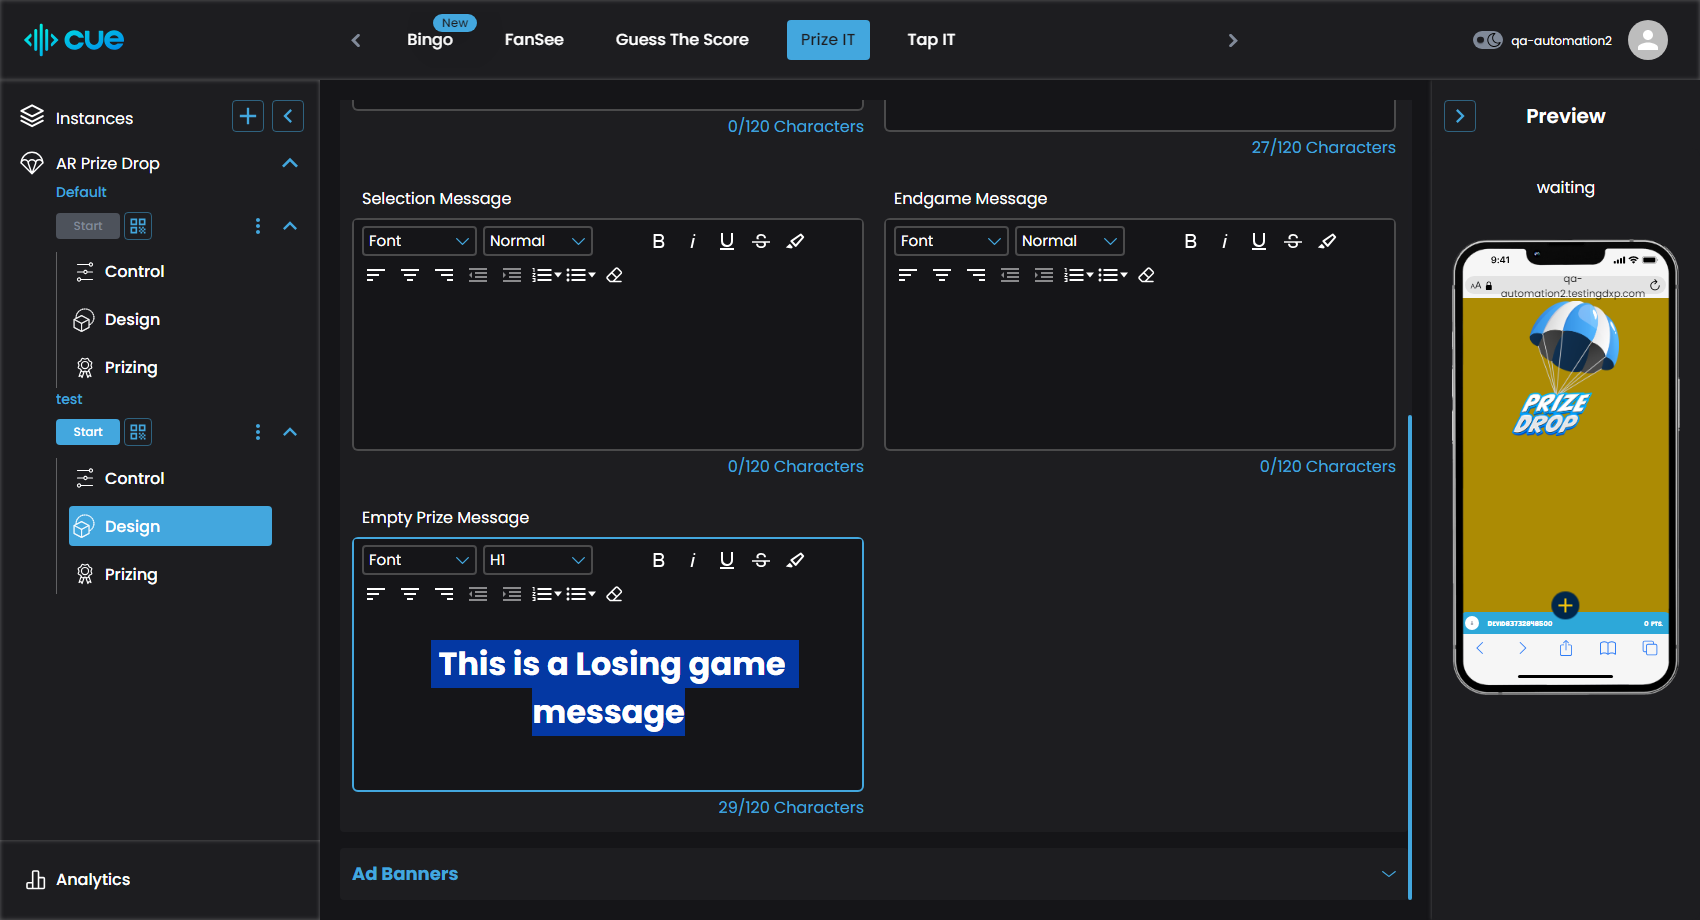 cue
New
Bingo
FanSee
Guess The Score
Prize IT
Tap IT
qa-automation2
Instances
AR Prize Drop
Default
Start
Control
Design
Prizing
test
Start
Control
Design
Prizing
Analytics
0/120 Characters
27/120 Characters
Selection Message
Font
Normal
B i U S
0/120 Characters
Endgame Message
Font
Normal
B i U S
0/120 Characters
Empty Prize Message
Font
H1
B i U S
This is a Losing game
message
29/120 Characters
Ad Banners
Preview
waiting
9:41
AA
qa-
automation2.testingdxp.com
PRIZE
DROP
0 PTS.